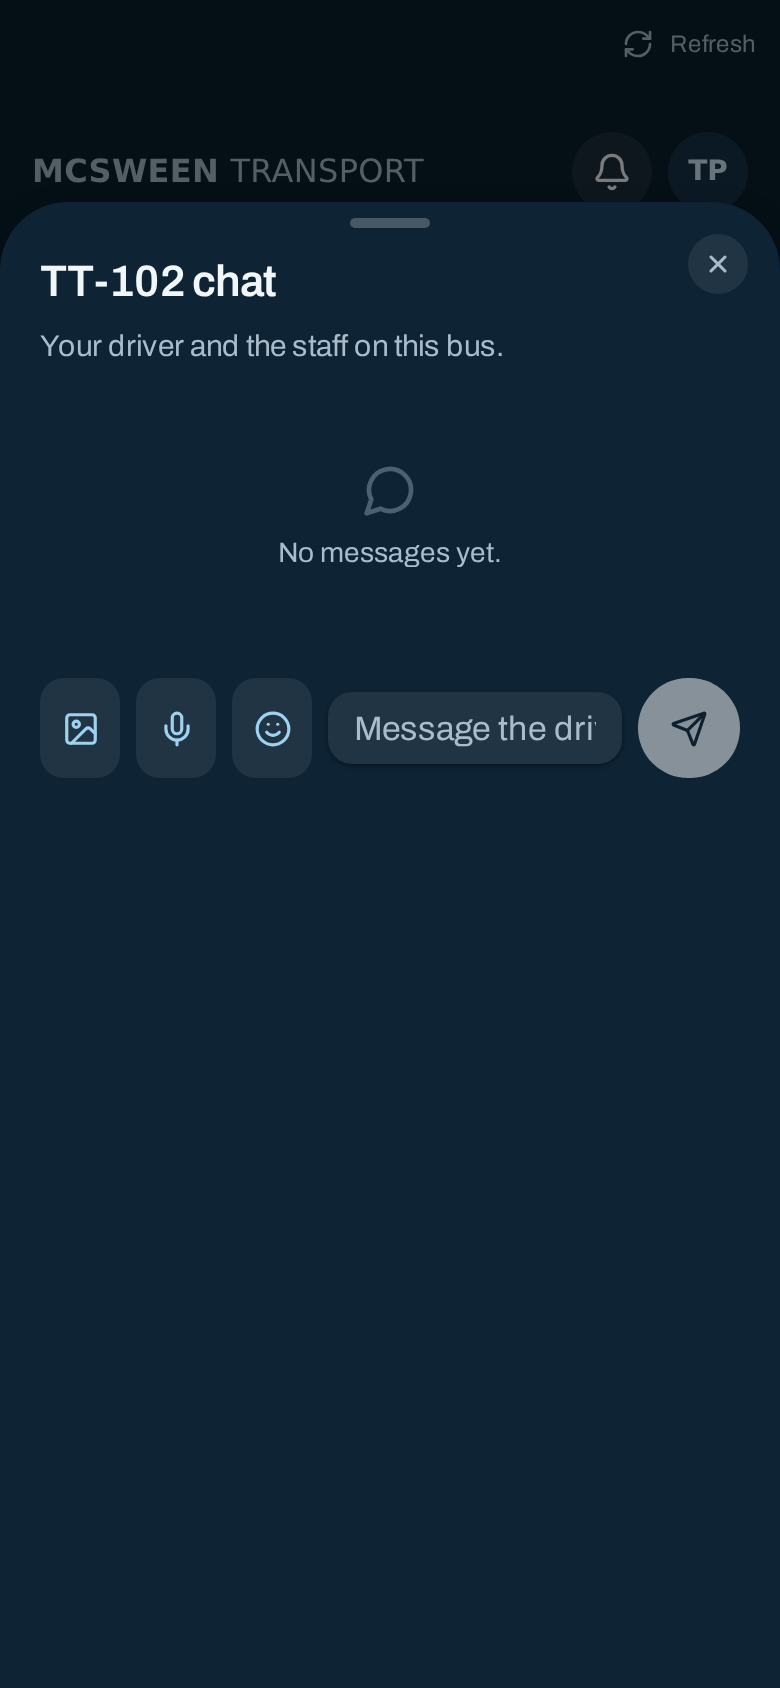 Refresh
MCSWEEN TRANSPORT
TP
TT-102 chat
Your driver and the staff on this bus.
No messages yet.
Message the dri